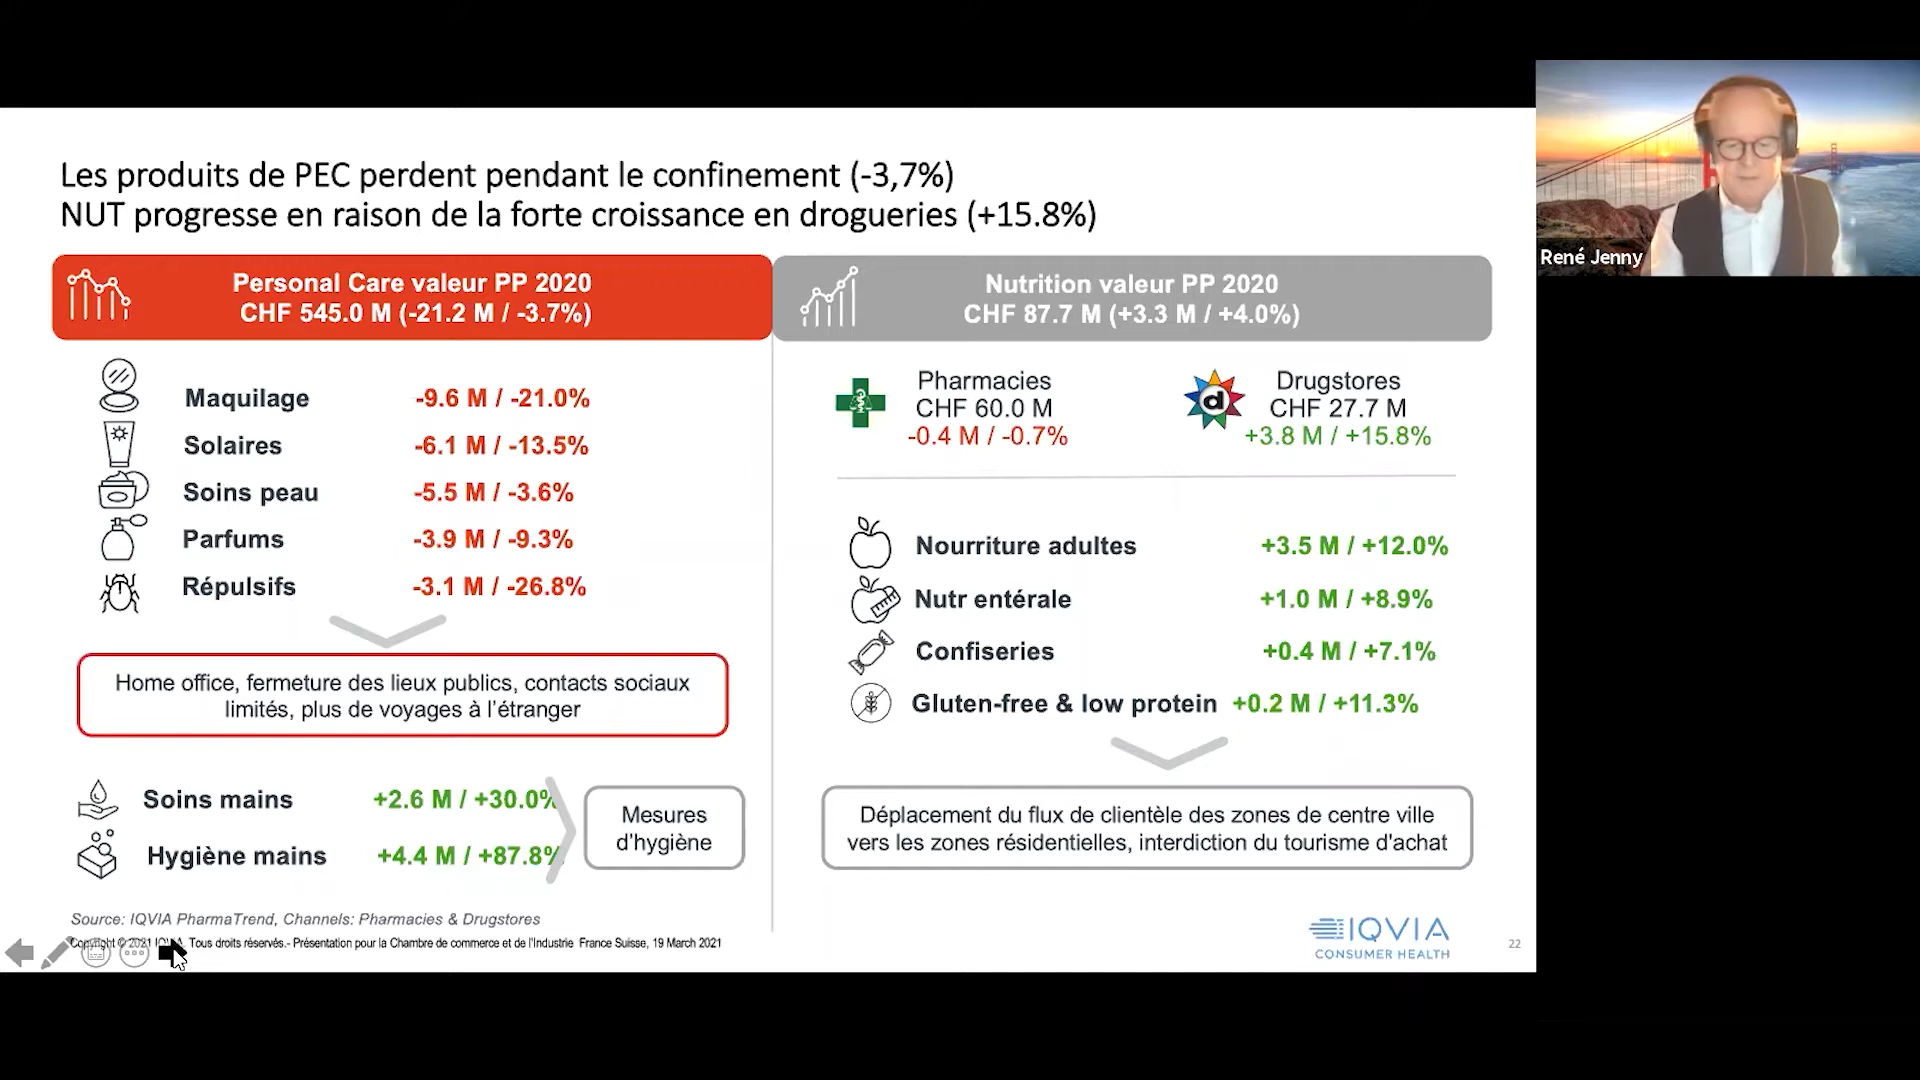 Les produits de PEC perdent pendant le confinement (-3,7%)
NUT progresse en raison de la forte croissance en drogueries (+15.8%)
Personal Care valeur PP 2020
CHF 545.0 M (-21.2 M / -3.7%)
Maquilage -9.6 M / -21.0%
Solaires -6.1 M / -13.5%
Soins peau -5.5 M / -3.6%
Parfums -3.9 M / -9.3%
Répulsifs -3.1 M / -26.8%
Home office, fermeture des lieux publics, contacts sociaux
limités, plus de voyages à l'étranger
Soins mains +2.6 M / +30.0%
Hygiène mains +4.4 M / +87.8%
Mesures
d'hygiène
Nutrition valeur PP 2020
CHF 87.7 M (+3.3 M / +4.0%)
Pharmacies
CHF 60.0 M
-0.4 M / -0.7%
d
Drugstores
CHF 27.7 M
+3.8 M / +15.8%
Nourriture adultes +3.5 M / +12.0%
Nutr entérale +1.0 M / +8.9%
Confiseries +0.4 M / +7.1%
Gluten-free & low protein +0.2 M / +11.3%
Déplacement du flux de clientèle des zones de centre ville
vers les zones résidentielles, interdiction du tourisme d'achat
Source: IQVIA PharmaTrend, Channels: Pharmacies & Drugstores
Copyright © 2021 IQVIA. Tous droits réservés.- Présentation pour la Chambre de commerce et de l'Industrie France Suisse, 19 March 2021
IQVIA
CONSUMER HEALTH
22
René Jenny